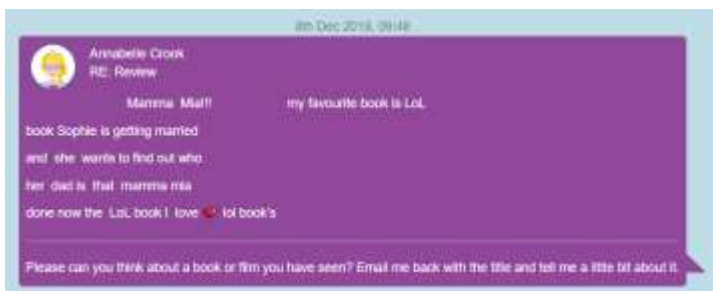 9th Dec 2019, 09:48
Annabelle Crook
RE: Review
Mamma Mia!!! my favourite book is LoL
book Sophie is getting married
and she wants to find out who
her dad is that mamma mia
done now the LoL book I love lol book's
Please can you think about a book or film you have seen? Email me back with the title and tell me a little bit about it.